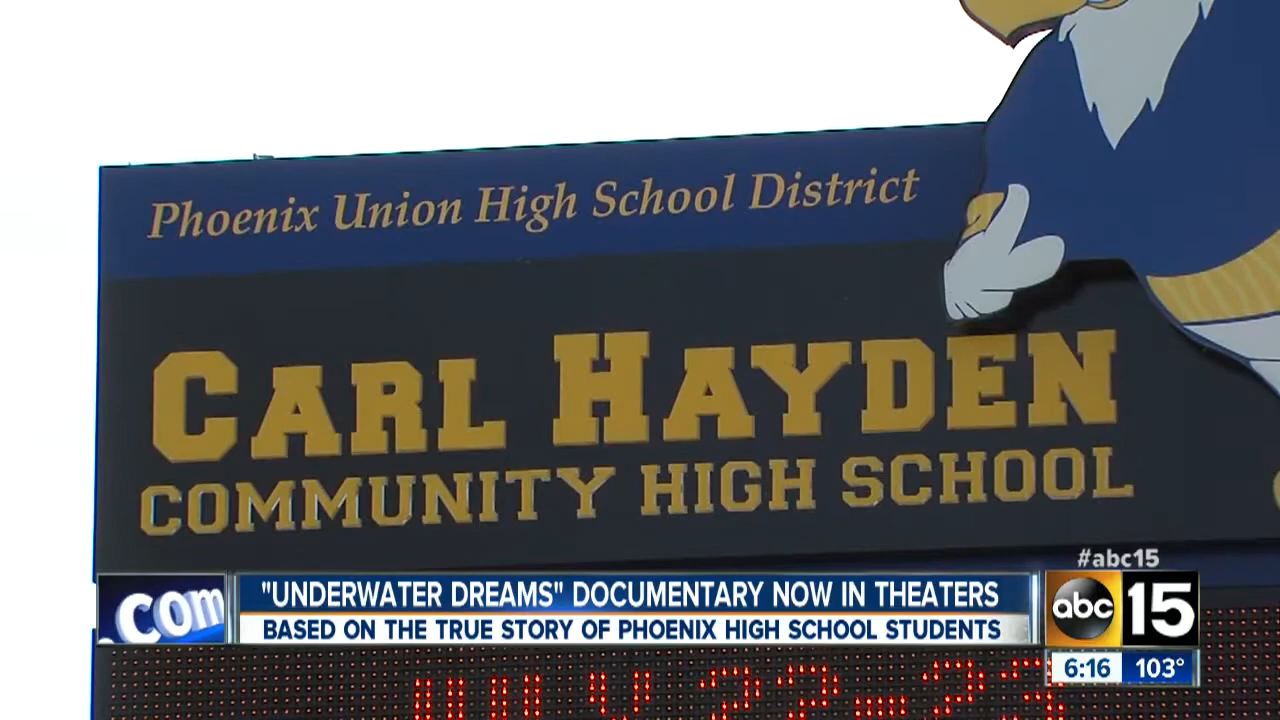 Phoenix Union High School District
CARL HAYDEN
COMMUNITY HIGH SCHOOL
#abc15
.com
"UNDERWATER DREAMS" DOCUMENTARY NOW IN THEATERS
BASED ON THE TRUE STORY OF PHOENIX HIGH SCHOOL STUDENTS
abc 15
6:16 103°